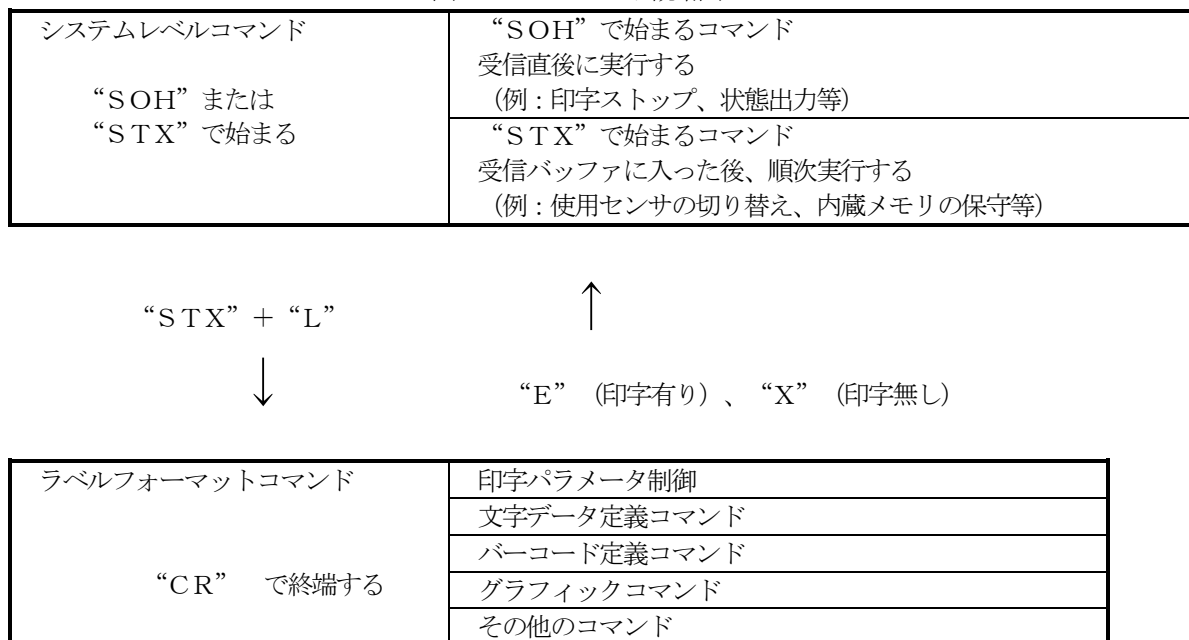 システムレベルコマンド
“ＳＯＨ”または
“ＳＴＸ”で始まる
“ＳＯＨ”で始まるコマンド
受信直後に実行する
（例：印字ストップ、状態出力等）
“ＳＴＸ”で始まるコマンド
受信バッファに入った後、順次実行する
（例：使用センサの切り替え、内蔵メモリの保守等）
“ＳＴＸ”＋“Ｌ”
↑
↓
“Ｅ”（印字有り）、“Ｘ”（印字無し）
ラベルフォーマットコマンド
“ＣＲ”　で終端する
印字パラメータ制御
文字データ定義コマンド
バーコード定義コマンド
グラフィックコマンド
その他のコマンド